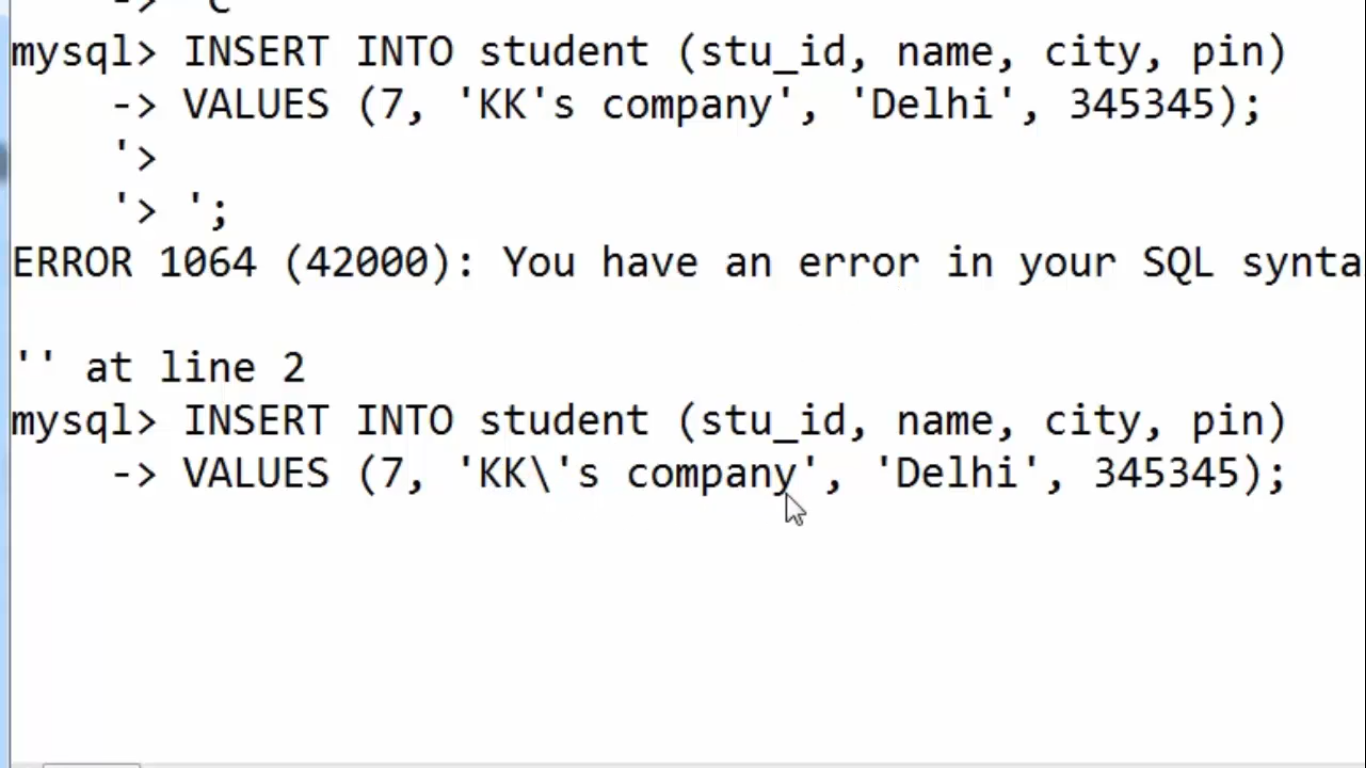 -> C
mysql> INSERT INTO student (stu_id, name, city, pin)
-> VALUES (7, 'KK's company', 'Delhi', 345345);
'>
'> ';
ERROR 1064 (42000): You have an error in your SQL synta
'' at line 2
mysql> INSERT INTO student (stu_id, name, city, pin)
-> VALUES (7, 'KK\'s company', 'Delhi', 345345);